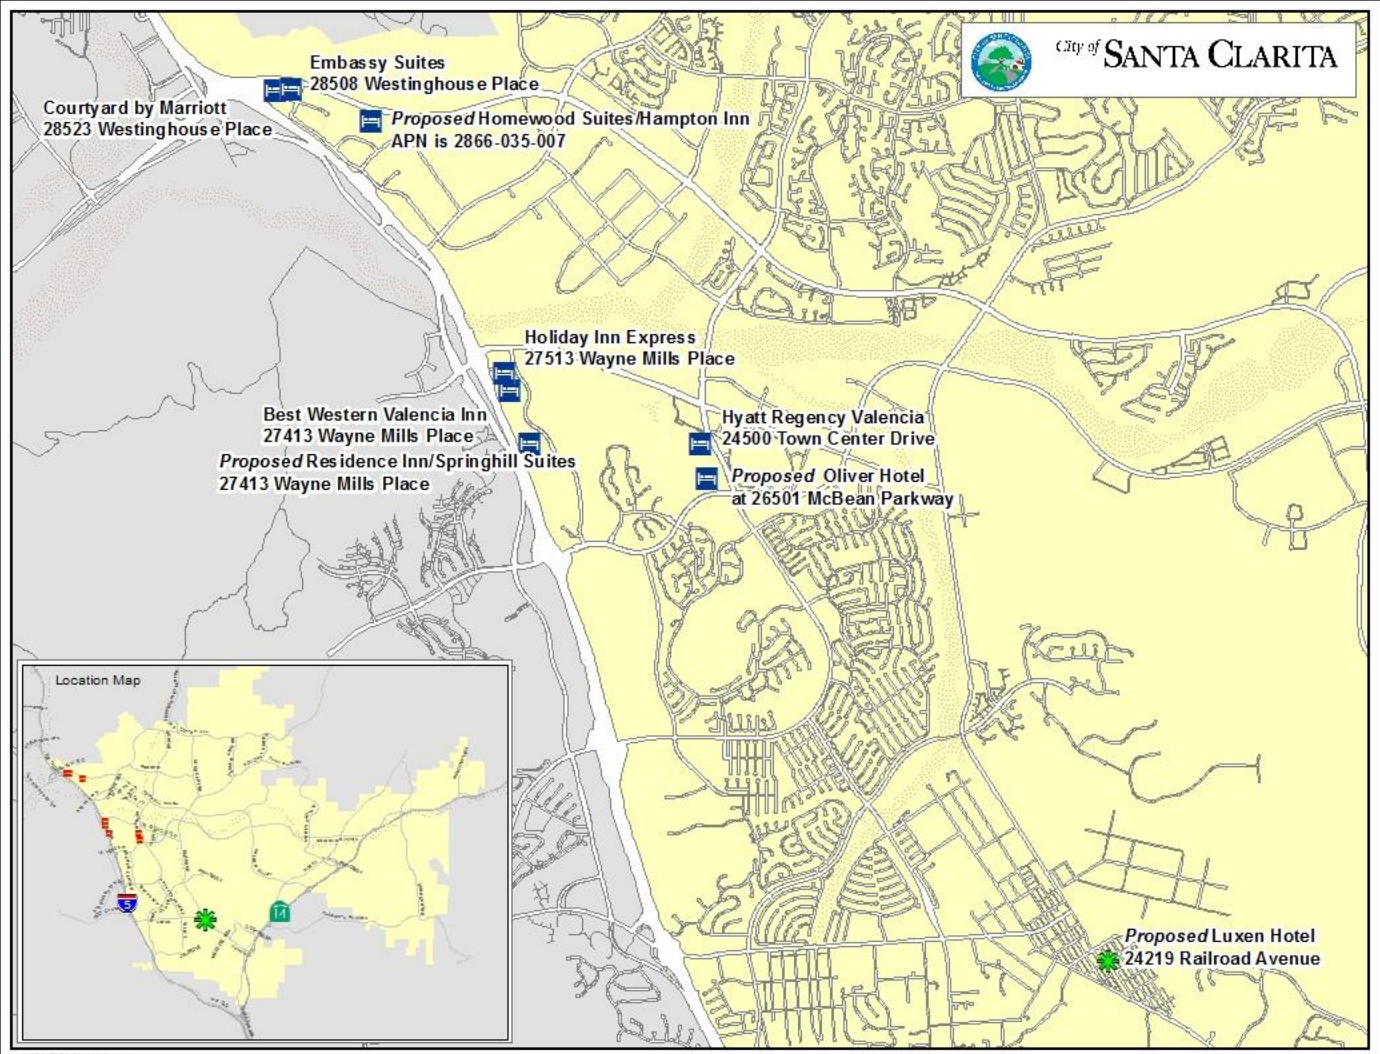 City of SANTA CLARITA
Embassy Suites
28508 Westinghouse Place
Courtyard by Marriott
28523 Westinghouse Place
Proposed Homewood Suites/Hampton Inn
APN is 2866-035-007
Holiday Inn Express
27513 Wayne Mills Place
Best Western Valencia Inn
27413 Wayne Mills Place
Proposed Residence Inn/Springhill Suites
27413 Wayne Mills Place
Hyatt Regency Valencia
24500 Town Center Drive
Proposed Oliver Hotel
at 26501 McBean Parkway
Location Map
5
14
Proposed Luxen Hotel
24219 Railroad Avenue